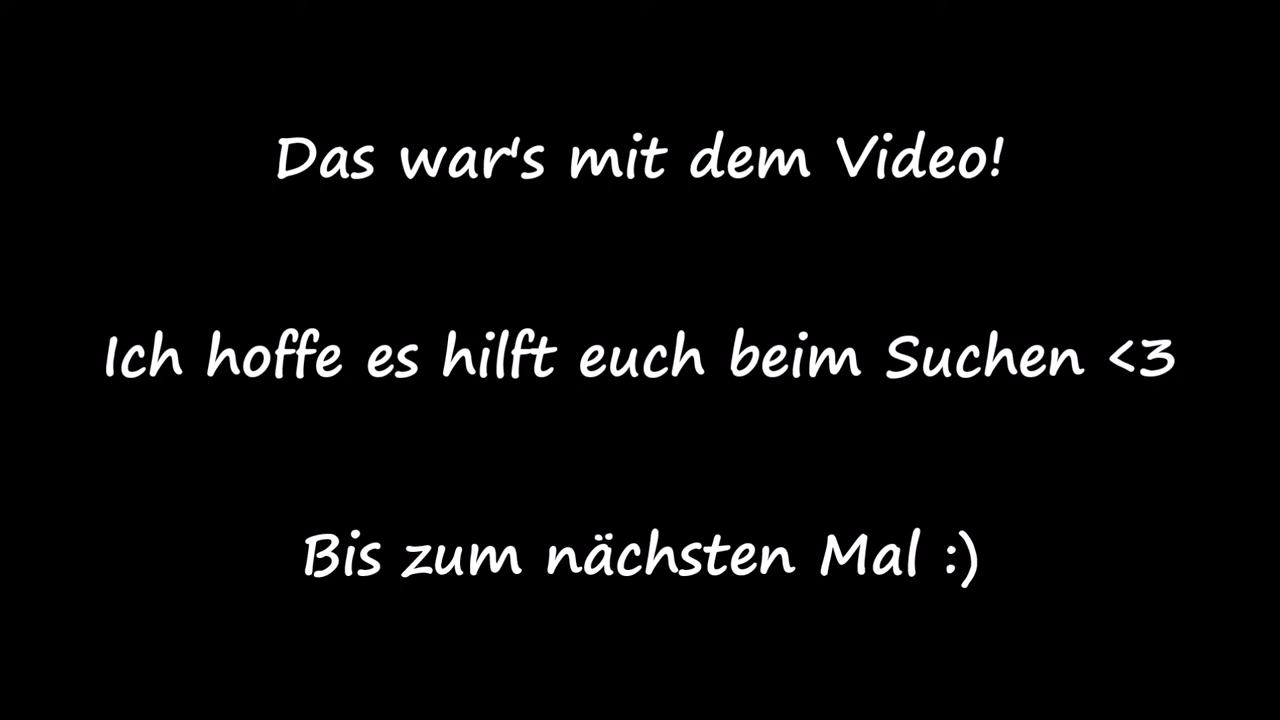 Das war's mit dem Video!
Ich hoffe es hilft euch beim Suchen <3
Bis zum nächsten Mal :)